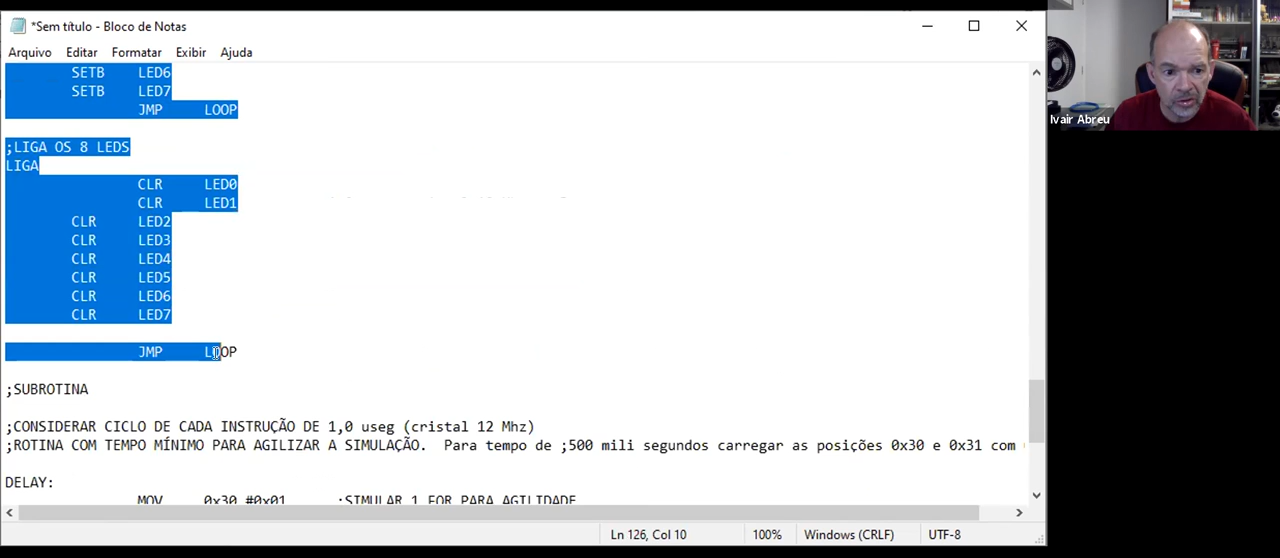 *Sem título - Bloco de Notas
Arquivo Editar Formatar Exibir Ajuda
SETB LED6
SETB LED7
JMP LOOP
;LIGA OS 8 LEDS
LIGA
CLR LED0
CLR LED1
CLR LED2
CLR LED3
CLR LED4
CLR LED5
CLR LED6
CLR LED7
JMP LOOP
;SUBROTINA
;CONSIDERAR CICLO DE CADA INSTRUÇÃO DE 1,0 useg (cristal 12 Mhz)
;ROTINA COM TEMPO MÍNIMO PARA AGILIZAR A SIMULAÇÃO. Para tempo de ;500 mili segundos carregar as posições 0x30 e 0x31 com
DELAY:
MOV 0x30 #0x01 ;SIMULAR 1 FOR PARA AGILIDADE
Ln 126, Col 10 100% Windows (CRLF) UTF-8
Ivair Abreu